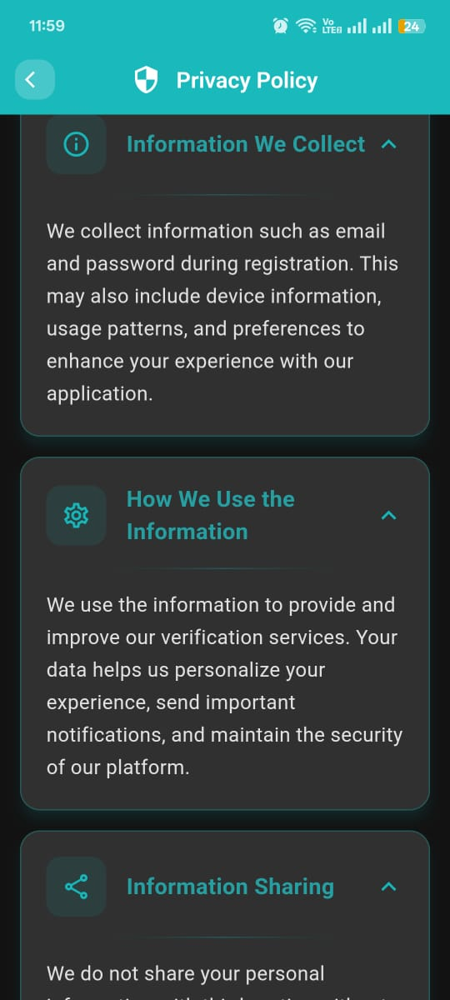 11:59
Vo
LTE2
24
Privacy Policy
Information We Collect
We collect information such as email
and password during registration. This
may also include device information,
usage patterns, and preferences to
enhance your experience with our
application.
How We Use the
Information
We use the information to provide and
improve our verification services. Your
data helps us personalize your
experience, send important
notifications, and maintain the security
of our platform.
Information Sharing
We do not share your personal